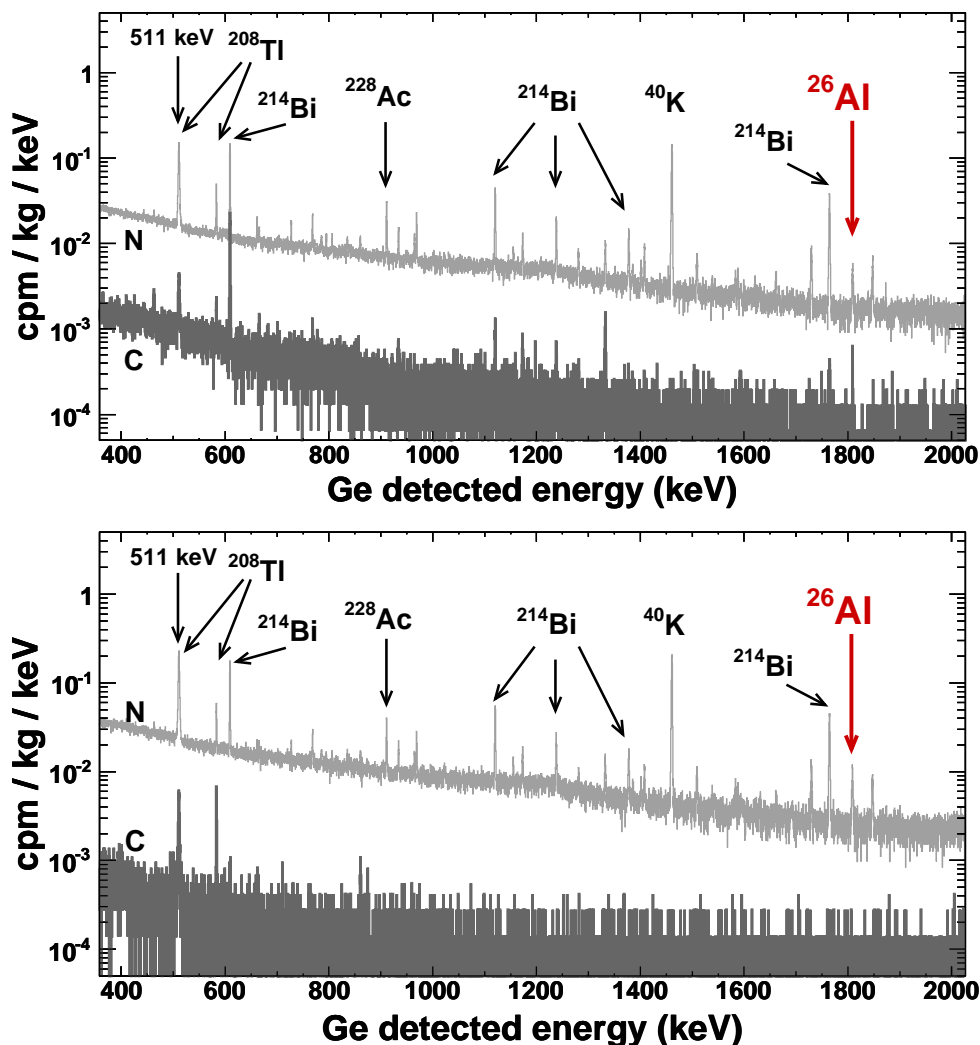 511 keV ²⁰⁸Tl
²¹⁴Bi
²²⁸Ac
²¹⁴Bi
⁴⁰K
²⁶Al
²¹⁴Bi
N
C
1
10⁻¹
10⁻²
10⁻³
10⁻⁴
cpm / kg / keV
400 600 800 1000 1200 1400 1600 1800 2000
Ge detected energy (keV)
511 keV ²⁰⁸Tl
²¹⁴Bi
²²⁸Ac
²¹⁴Bi
⁴⁰K
²⁶Al
²¹⁴Bi
N
C
1
10⁻¹
10⁻²
10⁻³
10⁻⁴
cpm / kg / keV
400 600 800 1000 1200 1400 1600 1800 2000
Ge detected energy (keV)